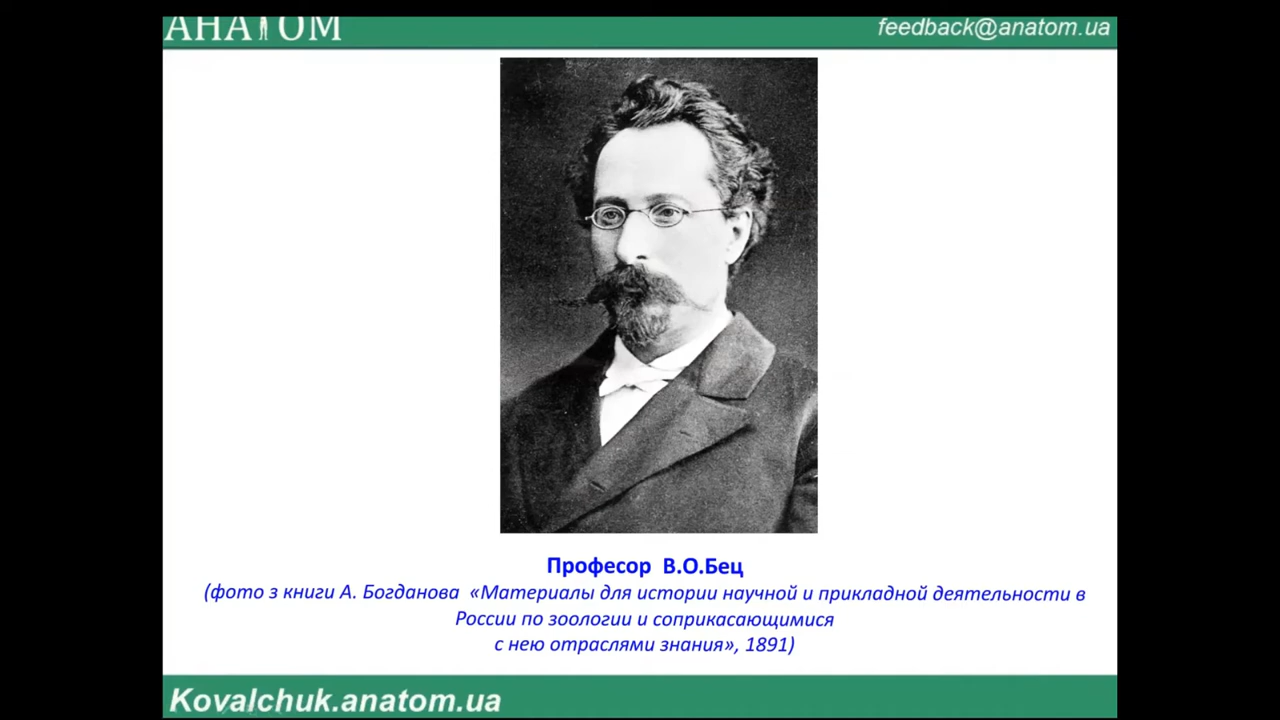 АНАТОМ
feedback@anatom.ua
Професор В.О.Бец
(фото з книги А. Богданова «Материалы для истории научной и прикладной деятельности в
России по зоологии и соприкасающимися
с нею отраслями знания», 1891)
Kovalchuk.anatom.ua